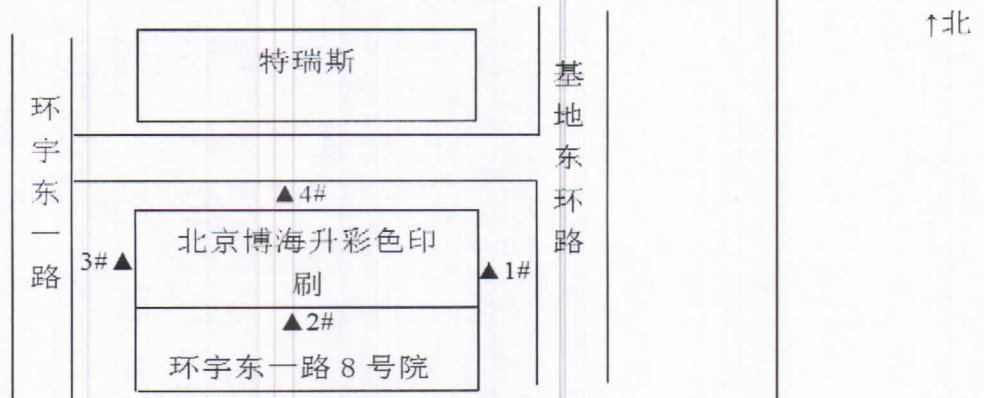 ↑北
特瑞斯
基地东环路
环宇东一路
▲4#
北京博海升彩色印
刷
3#▲
▲1#
▲2#
环宇东一路8号院